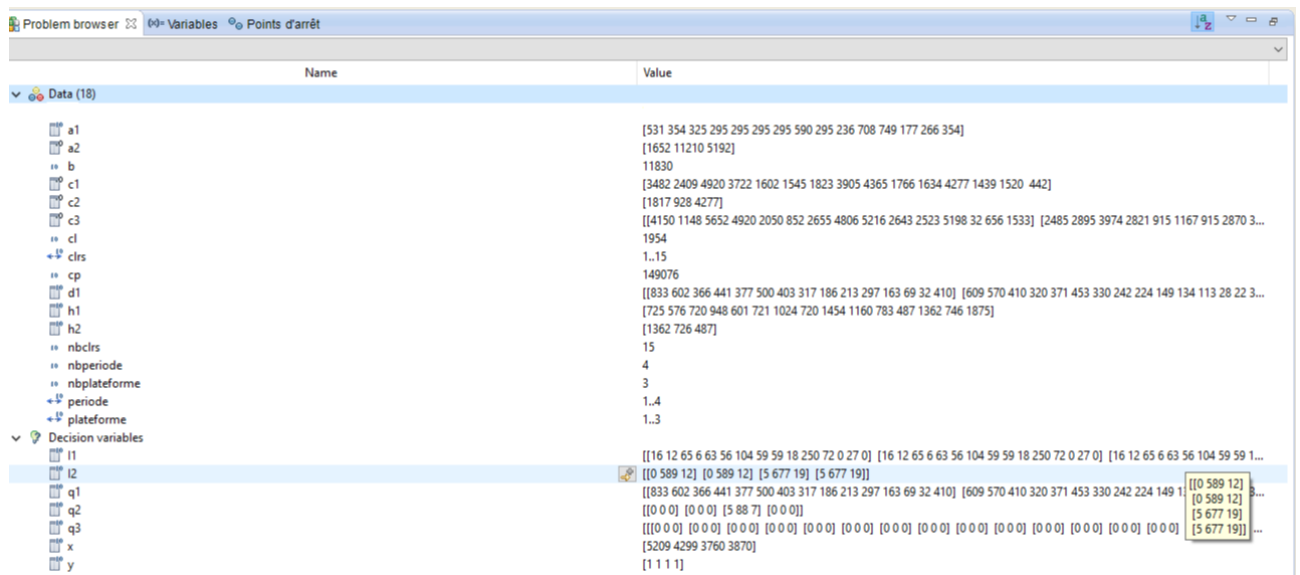 Problem browser (x)= Variables Points d'arrêt
Name Value
Data (18)
a1 [531 354 325 295 295 295 295 590 295 236 708 749 177 266 354]
a2 [1652 11210 5192]
b 11830
c1 [3482 2409 4920 3722 1602 1545 1823 3905 4365 1766 1634 4277 1439 1520 442]
c2 [1817 928 4277]
c3 [[4150 1148 5652 4920 2050 852 2655 4806 5216 2643 2523 5198 32 656 1533] [2485 2895 3974 2821 915 1167 915 2870 3...
cl 1954
clrs 1..15
cp 149076
d1 [[833 602 366 441 377 500 403 317 186 213 297 163 69 32 410] [609 570 410 320 371 453 330 242 224 149 134 113 28 22 3...
h1 [725 576 720 948 601 721 1024 720 1454 1160 783 487 1362 746 1875]
h2 [1362 726 487]
nbclrs 15
nbperiode 4
nbplateforme 3
periode 1..4
plateforme 1..3
Decision variables
l1 [[16 12 65 6 63 56 104 59 59 18 250 72 0 27 0] [16 12 65 6 63 56 104 59 59 18 250 72 0 27 0] [16 12 65 6 63 56 104 59 59 1...
l2 [[0 589 12] [0 589 12] [5 677 19] [5 677 19]]
q1 [[833 602 366 441 377 500 403 317 186 213 297 163 69 32 410] [609 570 410 320 371 453 330 242 224 149 1
q2 [[0 0 0] [0 0 0] [5 88 7] [0 0 0]]
q3 [[[0 0 0] [0 0 0] [0 0 0] [0 0 0] [0 0 0] [0 0 0] [0 0 0] [0 0 0] [0 0 0] [0 0 0] [0 0 0] [0 0 0] [0 0 0]
x [5209 4299 3760 3870]
y [1 1 1 1]
[[0 589 12]
[0 589 12]
[5 677 19]
[5 677 19]]